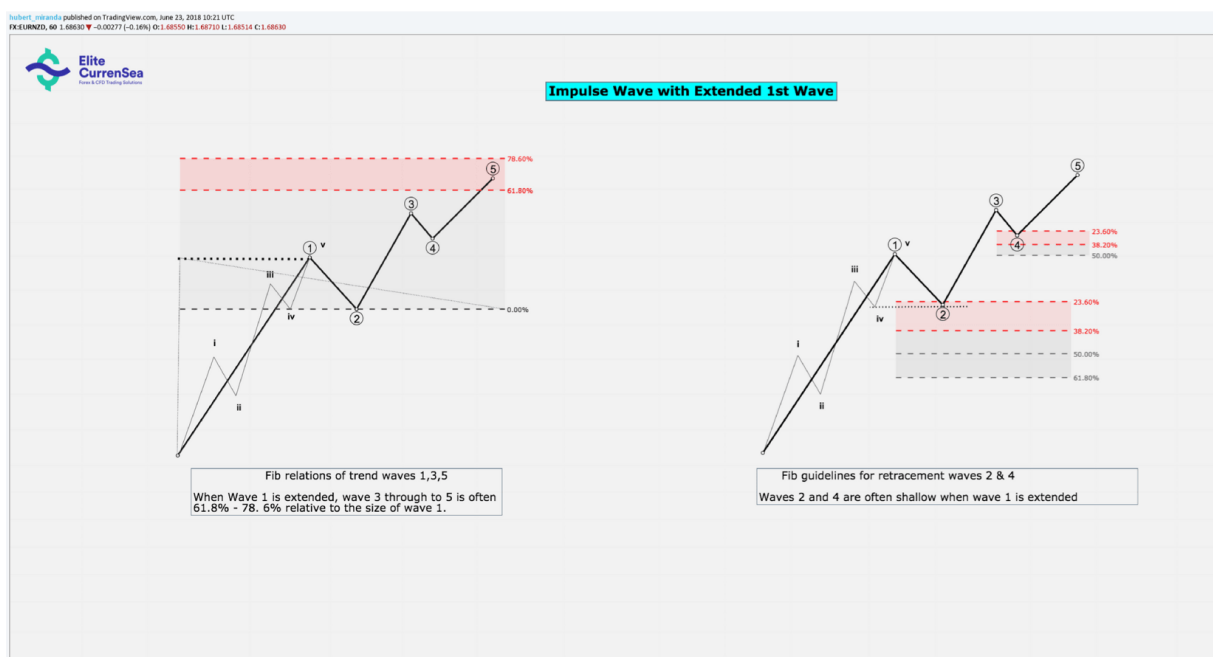 hubert_miranda published on TradingView.com, June 23, 2018 10:21 UTC
FX:EURNZD, 60 1.68630 ▼ −0.00277 (−0.16%) O:1.68550 H:1.68710 L:1.68514 C:1.68630
Elite
CurrenSea
Forex & CFD Trading Solutions
Impulse Wave with Extended 1st Wave
78.60%
5
61.80%
3
1 v
4
iii
0.00%
iv
2
i
ii
5
3
23.60%
4
38.20%
1 v
50.00%
iii
23.60%
2
iv
38.20%
i
50.00%
61.80%
ii
Fib relations of trend waves 1,3,5
When Wave 1 is extended, wave 3 through to 5 is often
61.8% - 78. 6% relative to the size of wave 1.
Fib guidelines for retracement waves 2 & 4
Waves 2 and 4 are often shallow when wave 1 is extended